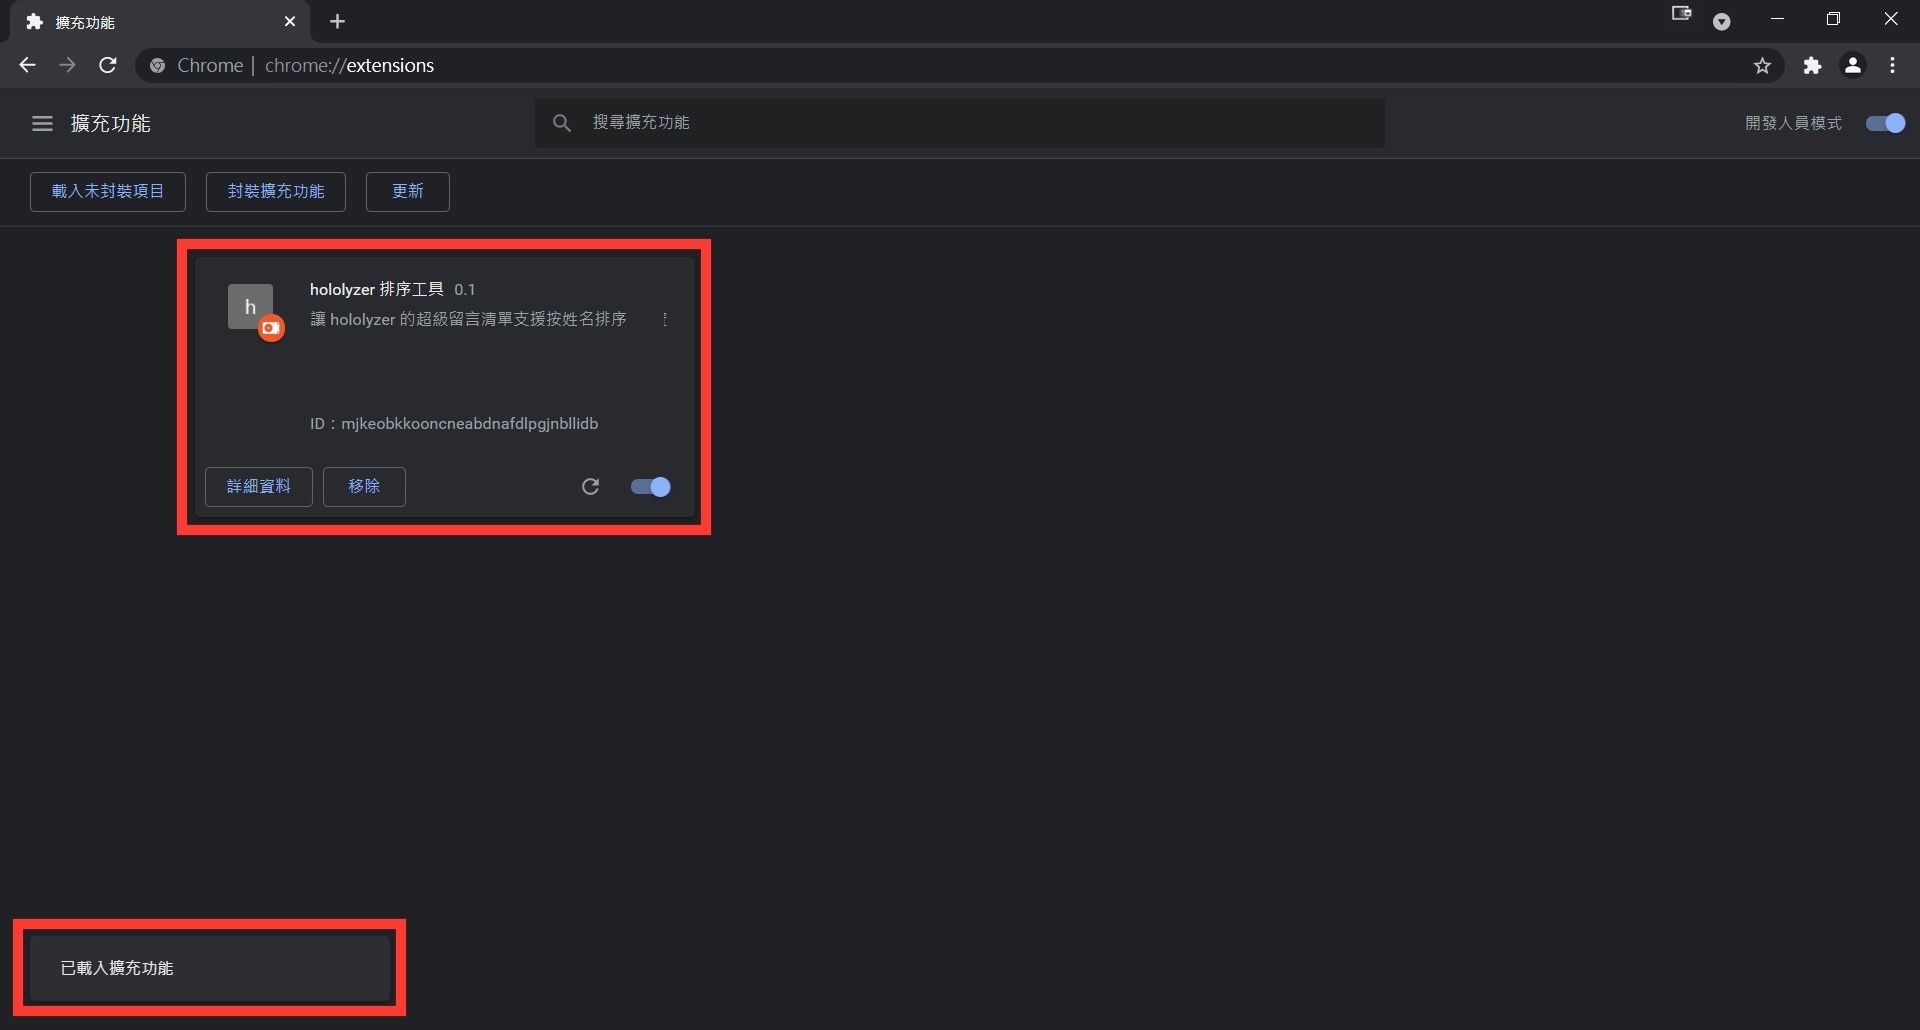 擴充功能
Chrome | chrome://extensions
擴充功能
搜尋擴充功能
開發人員模式
載入未封裝項目
封裝擴充功能
更新
h
hololyzer 排序工具 0.1
讓 hololyzer 的超級留言清單支援按姓名排序
ID：mjkeobkkooncneabdnafdlpgjnbllidb
詳細資料
移除
已載入擴充功能